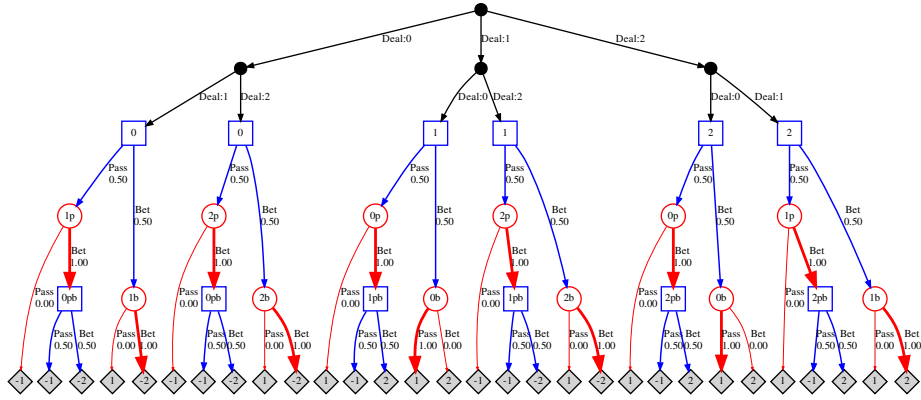 Deal:0
Deal:1
Deal:2
Deal:1
Deal:2
Deal:0
Deal:2
Deal:0
Deal:1
0
0
1
1
2
2
Pass
0.50
Pass
0.50
Pass
0.50
Pass
0.50
Pass
0.50
Pass
0.50
1p
Bet
0.50
2p
Bet
0.50
0p
Bet
0.50
2p
Bet
0.50
0p
Bet
0.50
1p
Bet
0.50
Bet
1.00
Bet
1.00
Bet
1.00
Bet
1.00
Bet
1.00
Bet
1.00
Pass
0.00
0pb
1b
Pass
0.00
0pb
2b
Pass
0.00
1pb
0b
Pass
0.00
1pb
2b
Pass
0.00
2pb
0b
Pass
0.00
2pb
1b
Pass
0.50
Bet
0.50
Pass
0.00
Bet
1.00
Pass
0.50
Bet
0.50
Pass
0.00
Bet
1.00
Pass
0.50
Bet
0.50
Pass
1.00
Bet
0.00
Pass
0.50
Bet
0.50
Pass
0.00
Bet
1.00
Pass
0.50
Bet
0.50
Pass
1.00
Bet
0.00
Pass
0.50
Bet
0.50
Pass
0.00
Bet
1.00
-1
-1
-2
1
-2
-1
-1
-2
1
-2
1
-1
2
1
2
-1
-1
-2
1
-2
1
-1
2
1
2
1
-1
2
1
2